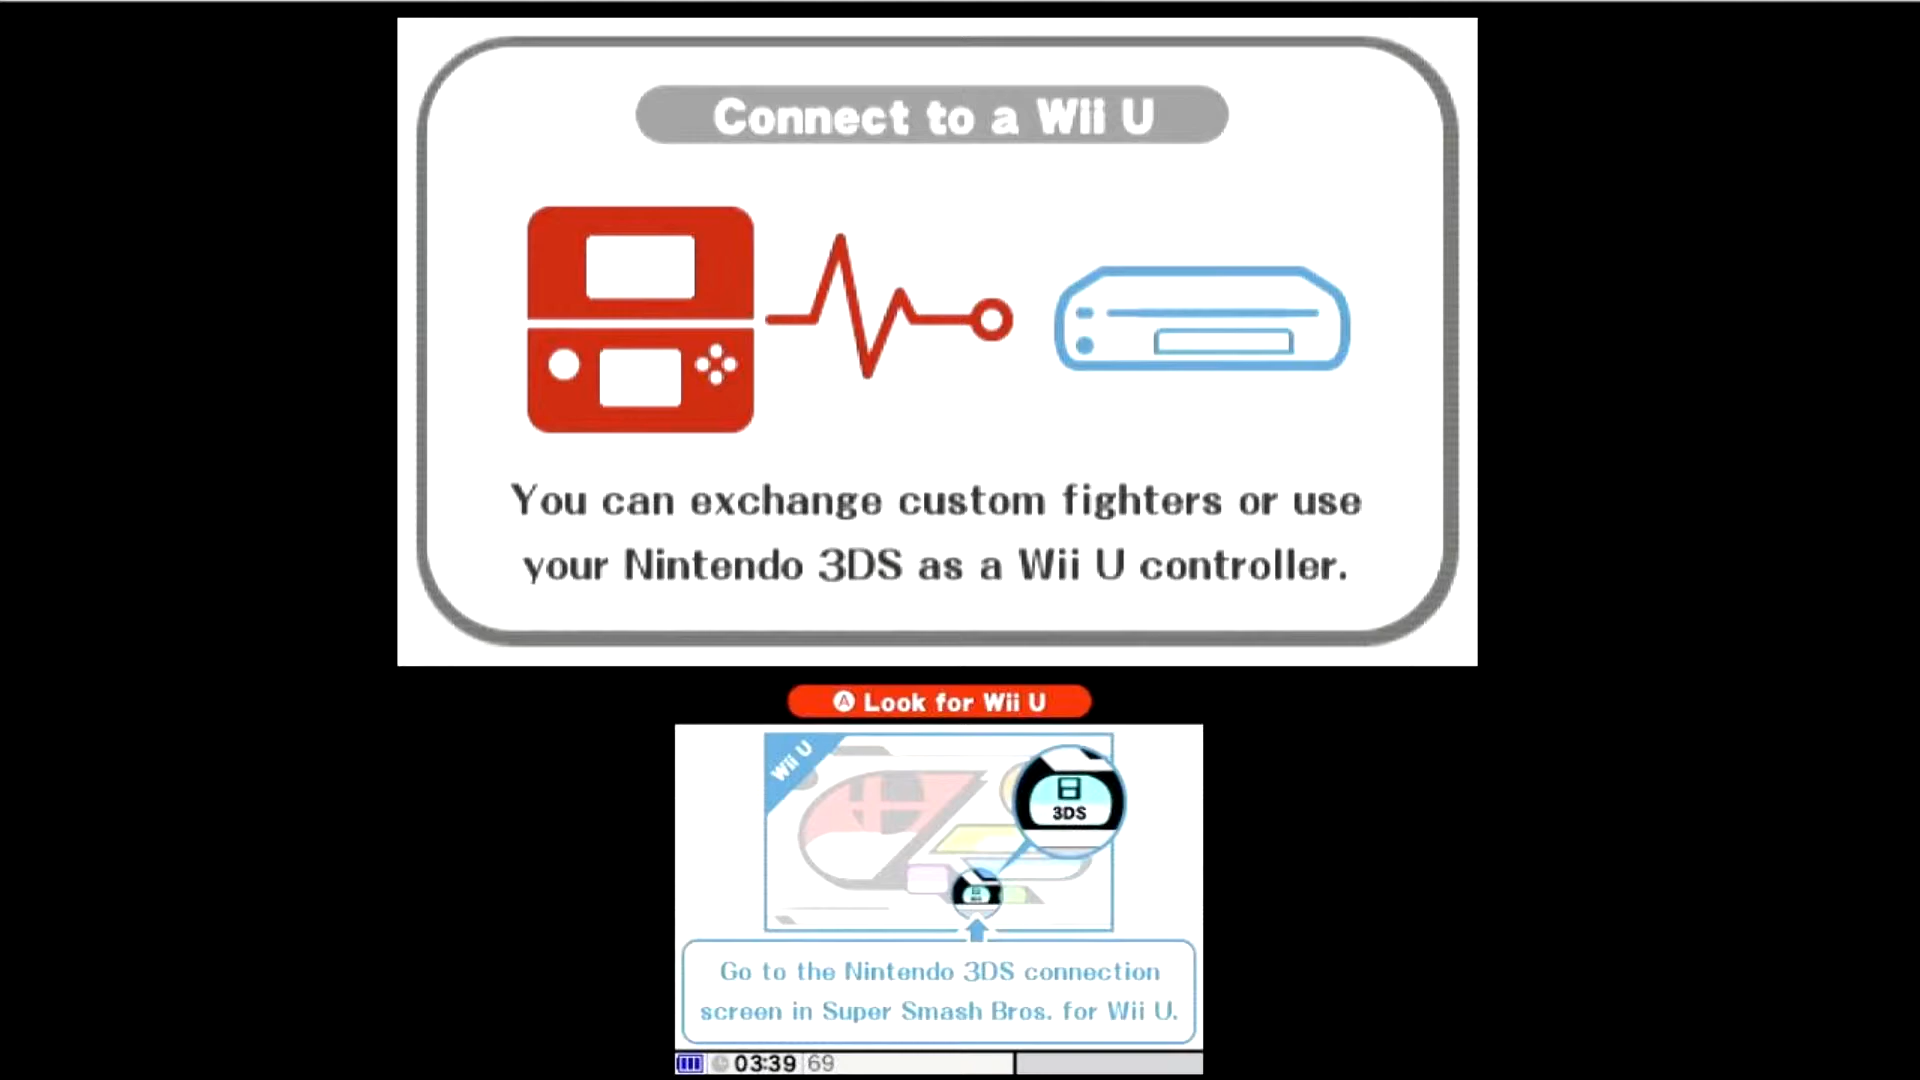 Connect to a Wii U
You can exchange custom fighters or use
your Nintendo 3DS as a Wii U controller.
A Look for Wii U
Wii U
3DS
Go to the Nintendo 3DS connection
screen in Super Smash Bros. for Wii U.
03:39 69